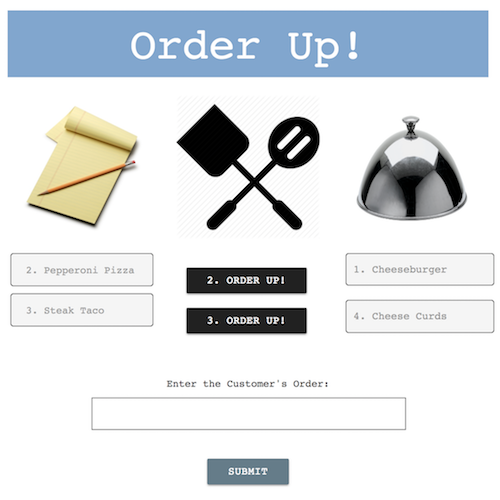 Order Up!
2. Pepperoni Pizza
3. Steak Taco
2. ORDER UP!
3. ORDER UP!
1. Cheeseburger
4. Cheese Curds
Enter the Customer's Order:
SUBMIT